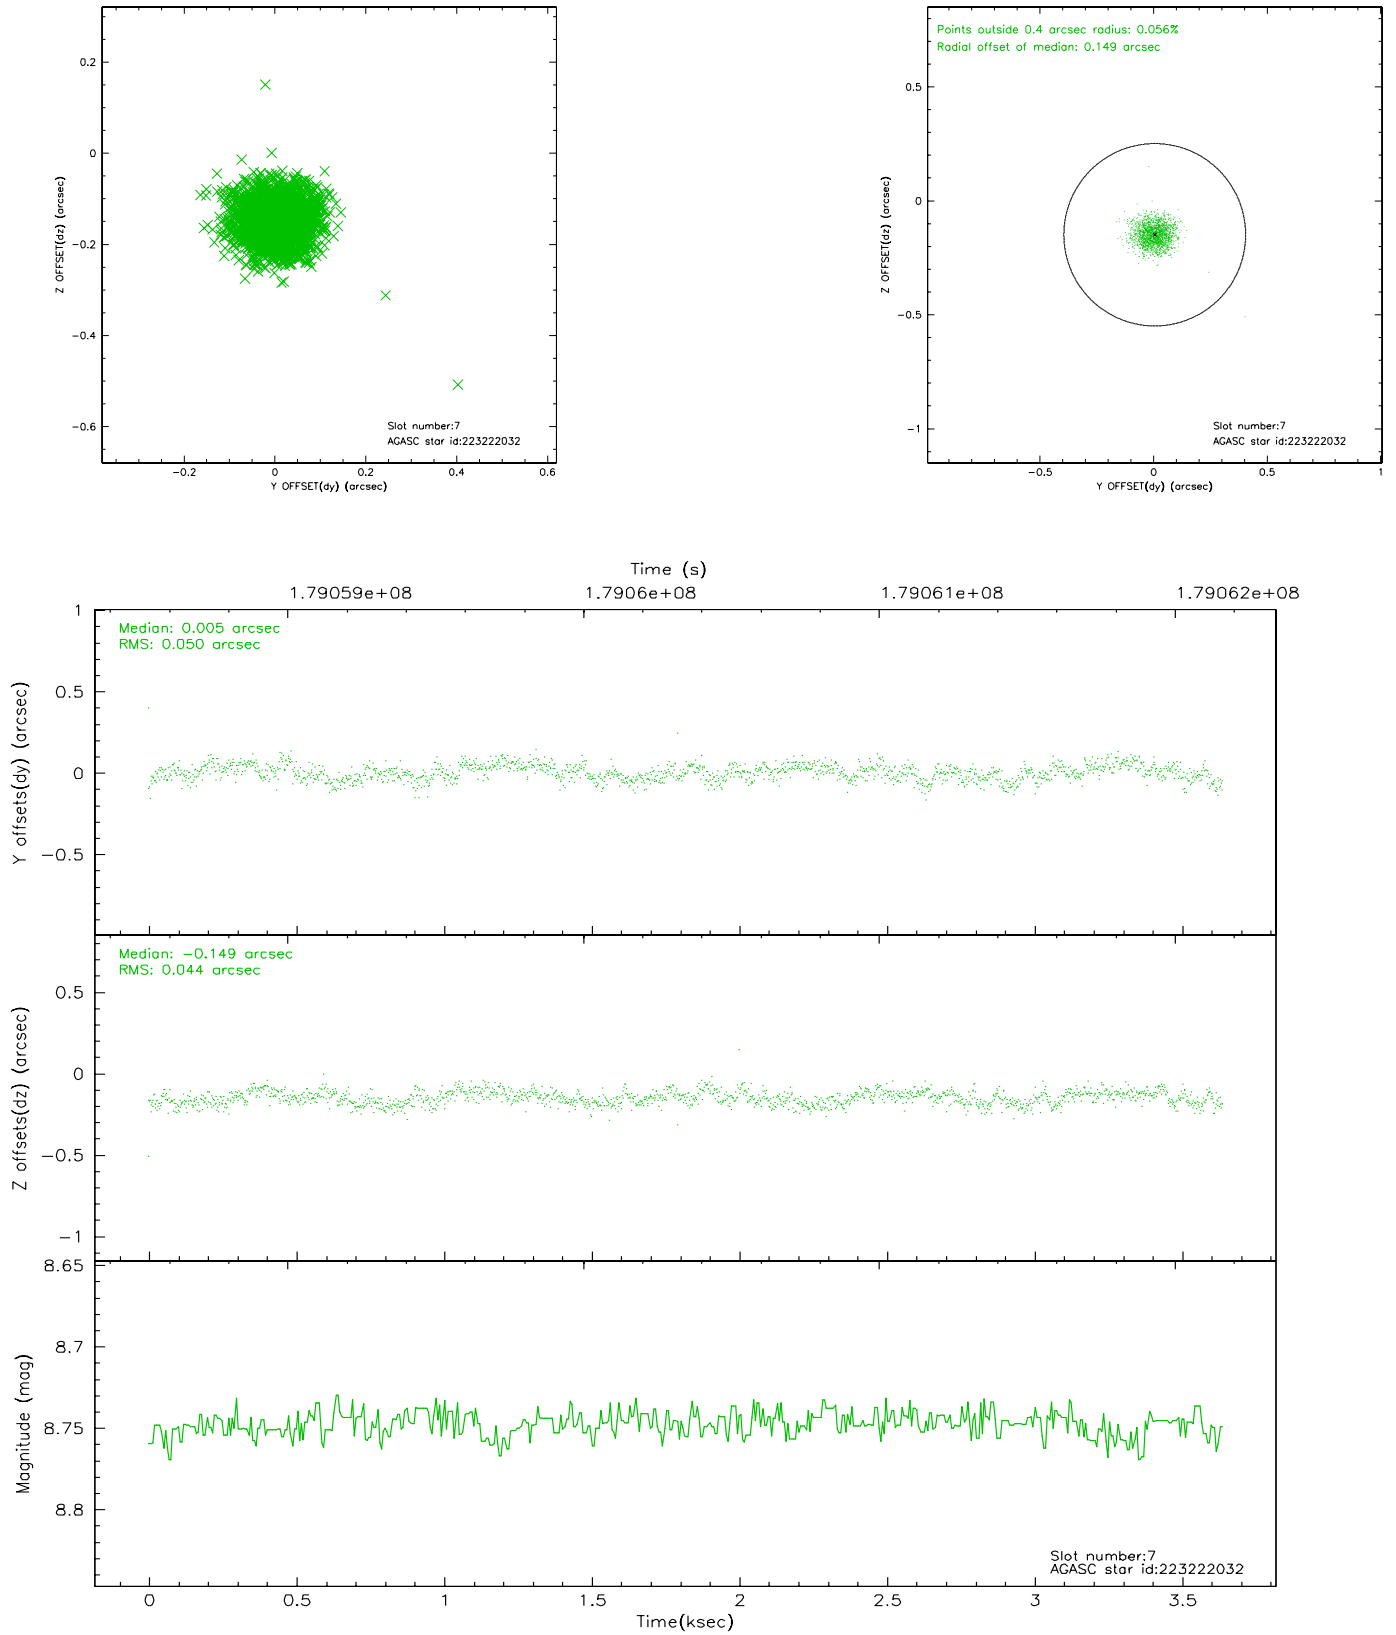 0.2
0
−0.2
−0.4
−0.6
Z OFFSET(dz) (arcsec)
Slot number:7
AGASC star id:223222032
−0.2 0 0.2 0.4 0.6
Y OFFSET(dy) (arcsec)
Points outside 0.4 arcsec radius: 0.056%
Radial offset of median: 0.149 arcsec
0.5
0
−0.5
−1
Z OFFSET(dz) (arcsec)
Slot number:7
AGASC star id:223222032
−0.5 0 0.5 1
Y OFFSET(dy) (arcsec)
Time (s)
1.79059e+08 1.7906e+08 1.79061e+08 1.79062e+08
Median: 0.005 arcsec
RMS: 0.050 arcsec
1
0.5
0
−0.5
Y offsets(dy) (arcsec)
Median: −0.149 arcsec
RMS: 0.044 arcsec
0.5
0
−0.5
−1
Z offsets(dz) (arcsec)
8.65
8.7
8.75
8.8
Magnitude (mag)
Slot number:7
AGASC star id:223222032
0 0.5 1 1.5 2 2.5 3 3.5
Time(ksec)